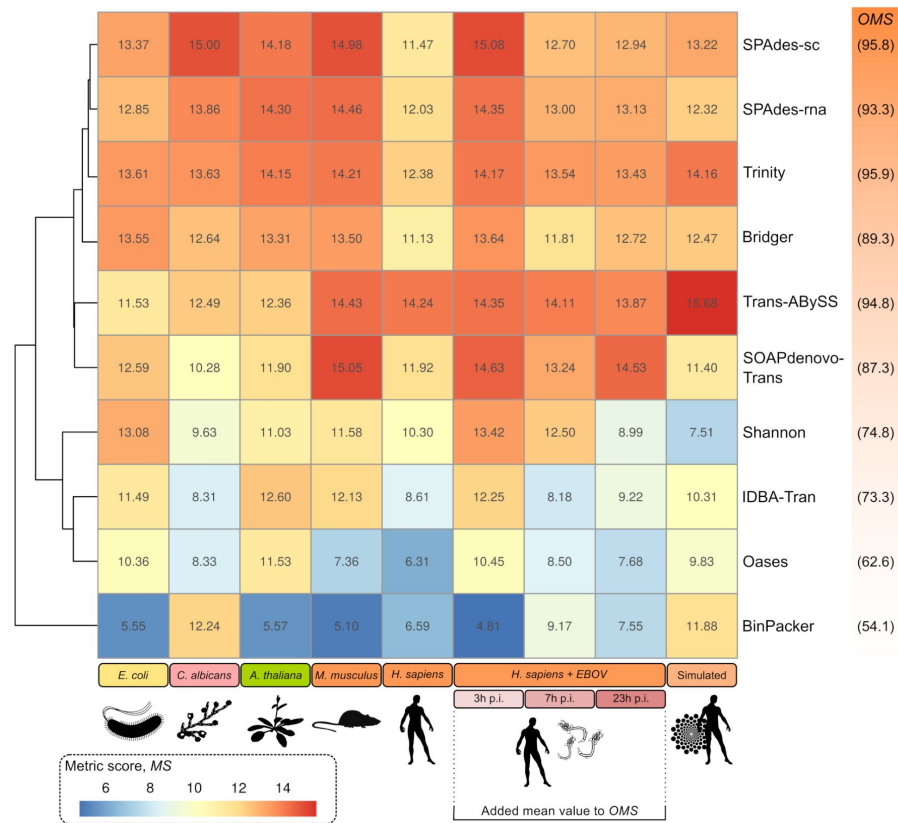 OMS
13.37 15.00 14.18 14.98 11.47 15.08 12.70 12.94 13.22 SPAdes-sc (95.8)
12.85 13.86 14.30 14.46 12.03 14.35 13.00 13.13 12.32 SPAdes-rna (93.3)
13.61 13.63 14.15 14.21 12.38 14.17 13.54 13.43 14.16 Trinity (95.9)
13.55 12.64 13.31 13.50 11.13 13.64 11.81 12.72 12.47 Bridger (89.3)
11.53 12.49 12.36 14.43 14.24 14.35 14.11 13.87 15.68 Trans-ABySS (94.8)
12.59 10.28 11.90 15.05 11.92 14.63 13.24 14.53 11.40 SOAPdenovo-
Trans (87.3)
13.08 9.63 11.03 11.58 10.30 13.42 12.50 8.99 7.51 Shannon (74.8)
11.49 8.31 12.60 12.13 8.61 12.25 8.18 9.22 10.31 IDBA-Tran (73.3)
10.36 8.33 11.53 7.36 6.31 10.45 8.50 7.68 9.83 Oases (62.6)
5.55 12.24 5.57 5.10 6.59 4.81 9.17 7.55 11.88 BinPacker (54.1)
E. coli C. albicans A. thaliana M. musculus H. sapiens H. sapiens + EBOV Simulated
3h p.i. 7h p.i. 23h p.i.
Metric score, MS
6 8 10 12 14
Added mean value to OMS